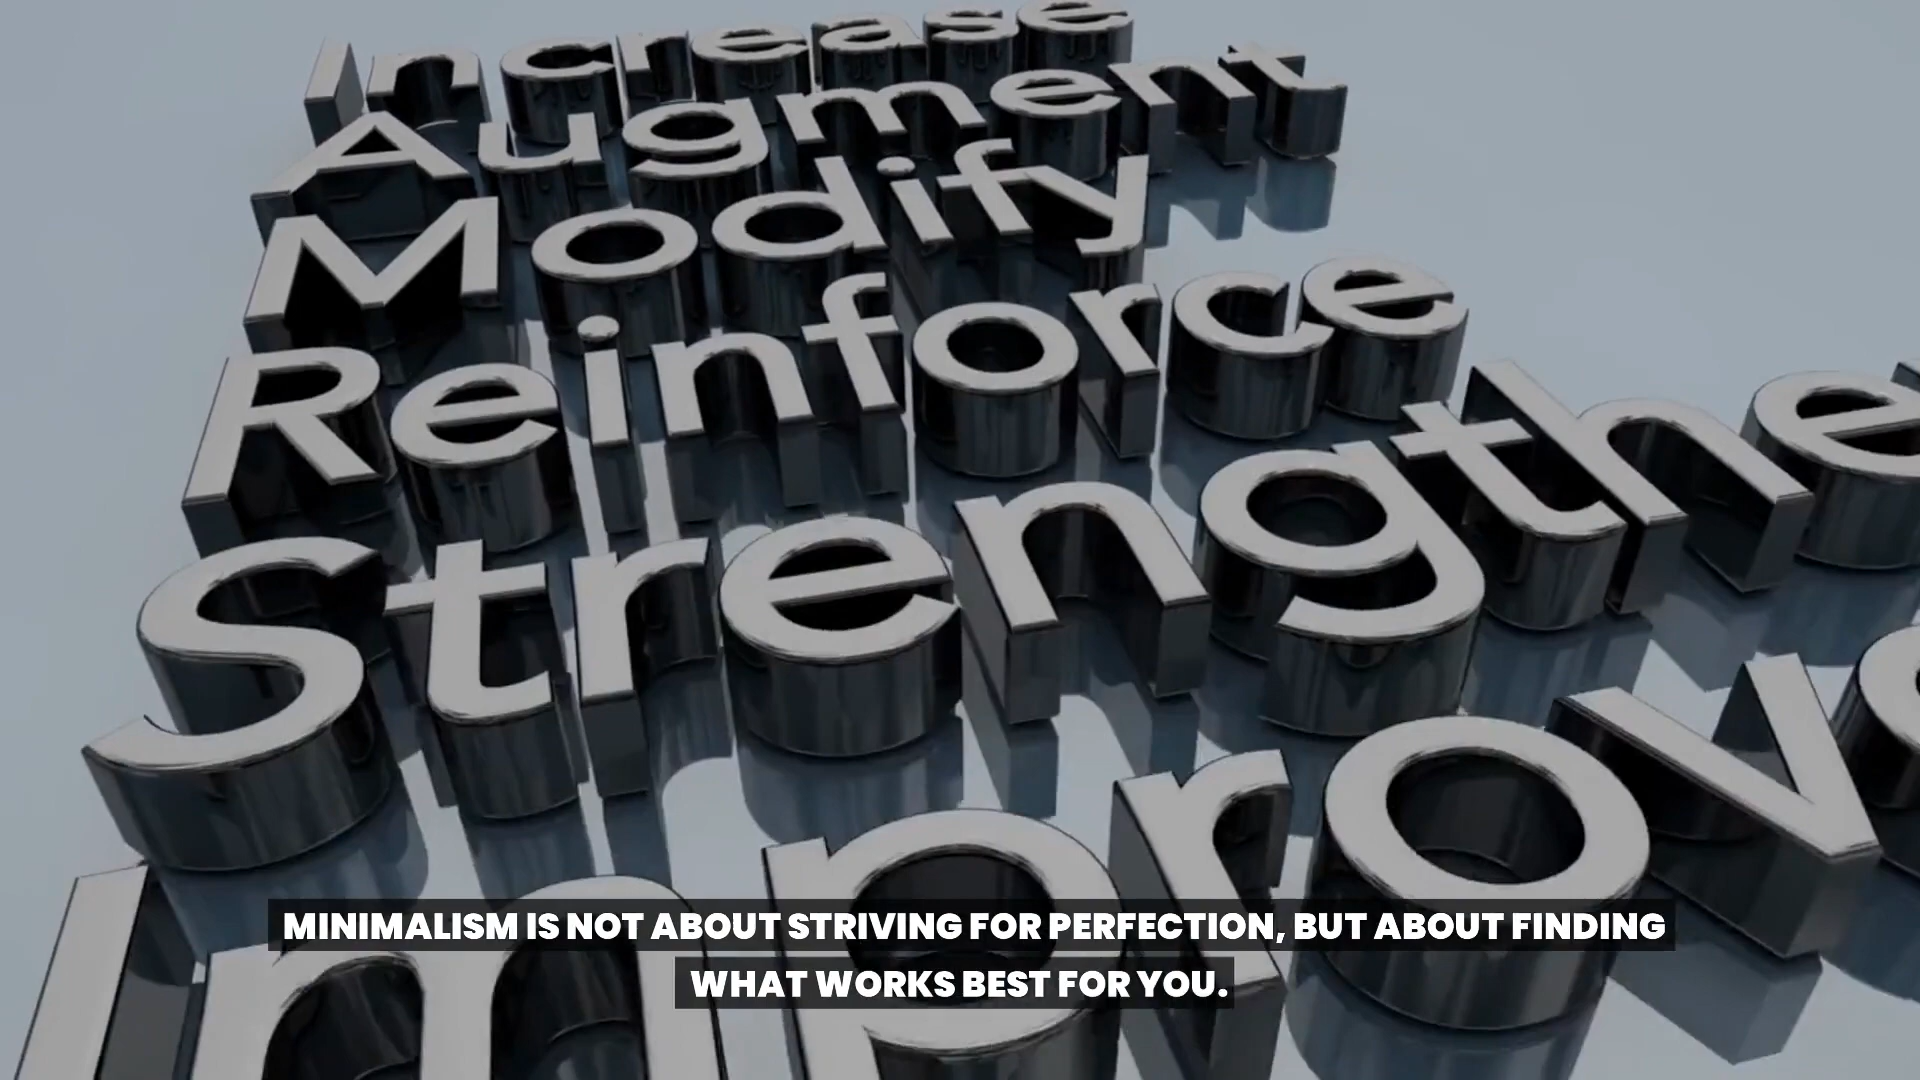 Increase
Augment
Modify
Reinforce
Strengthe
Improve
MINIMALISM IS NOT ABOUT STRIVING FOR PERFECTION, BUT ABOUT FINDING
WHAT WORKS BEST FOR YOU.